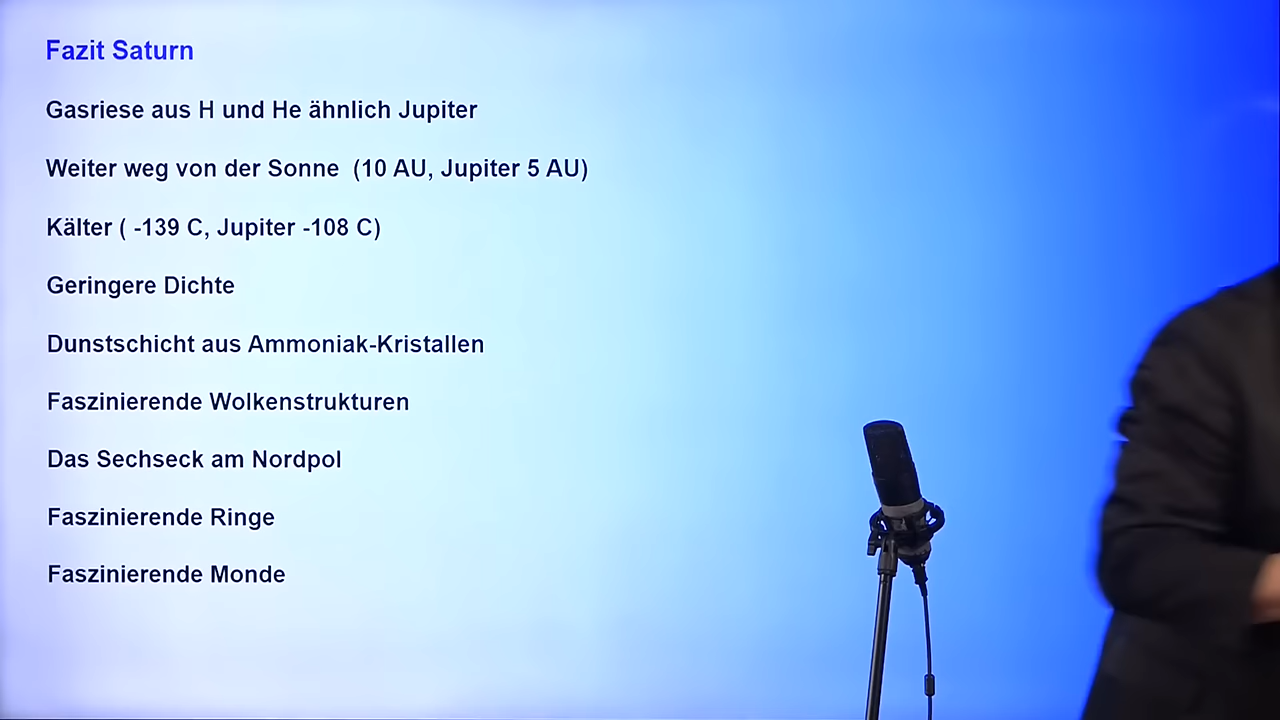 Fazit Saturn
Gasriese aus H und He ähnlich Jupiter
Weiter weg von der Sonne (10 AU, Jupiter 5 AU)
Kälter ( -139 C, Jupiter -108 C)
Geringere Dichte
Dunstschicht aus Ammoniak-Kristallen
Faszinierende Wolkenstrukturen
Das Sechseck am Nordpol
Faszinierende Ringe
Faszinierende Monde